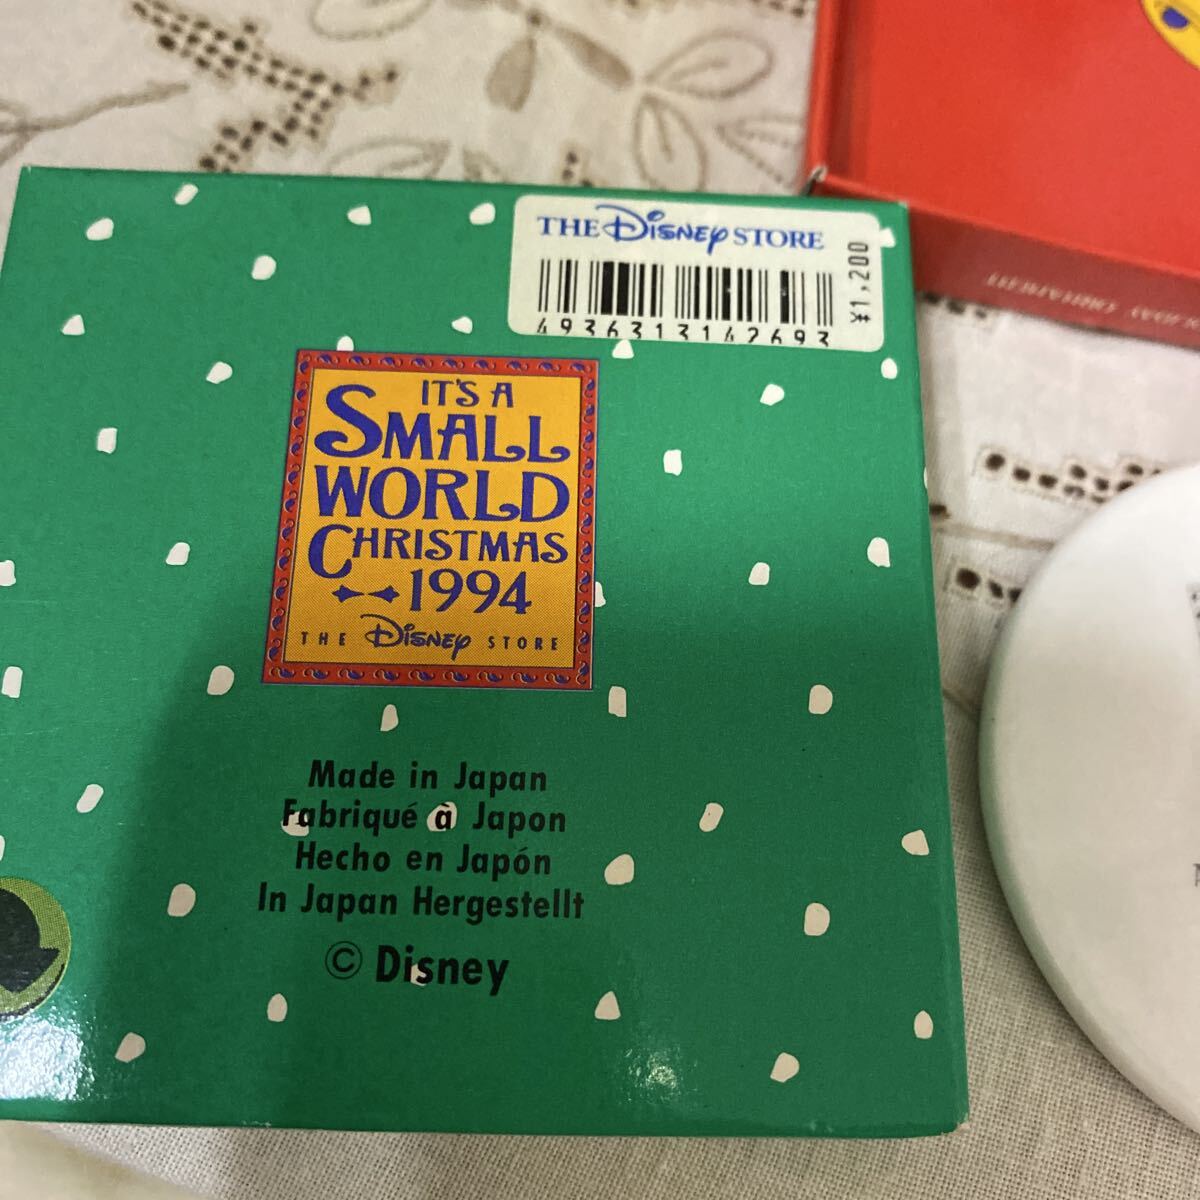 THE Disney STORE
¥1,200
4936313142693
IT'S A
SMALL
WORLD
CHRISTMAS
1994
THE Disney STORE
Made in Japan
Fabriqué à Japon
Hecho en Japón
In Japan Hergestellt
© Disney
ORNAMENT